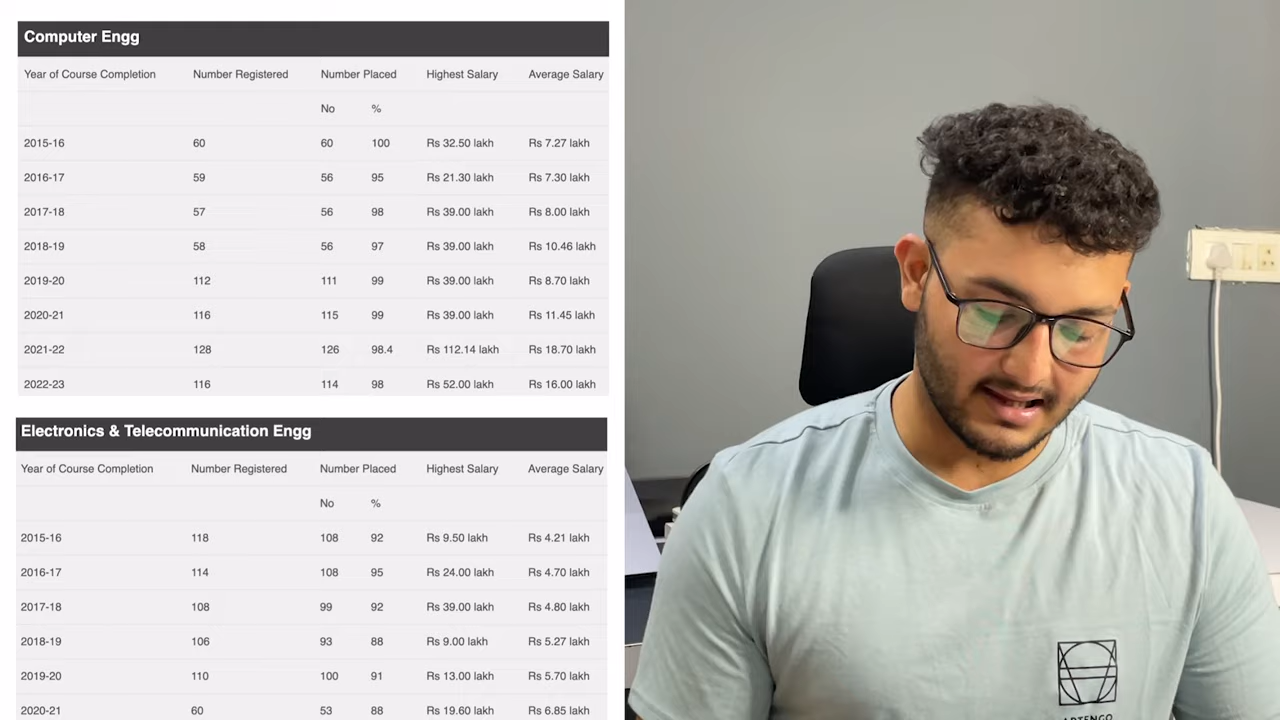 Computer Engg
Year of Course Completion Number Registered Number Placed Highest Salary Average Salary
No %
2015-16 60 60 100 Rs 32.50 lakh Rs 7.27 lakh
2016-17 59 56 95 Rs 21.30 lakh Rs 7.30 lakh
2017-18 57 56 98 Rs 39.00 lakh Rs 8.00 lakh
2018-19 58 56 97 Rs 39.00 lakh Rs 10.46 lakh
2019-20 112 111 99 Rs 39.00 lakh Rs 8.70 lakh
2020-21 116 115 99 Rs 39.00 lakh Rs 11.45 lakh
2021-22 128 126 98.4 Rs 112.14 lakh Rs 18.70 lakh
2022-23 116 114 98 Rs 52.00 lakh Rs 16.00 lakh
Electronics & Telecommunication Engg
Year of Course Completion Number Registered Number Placed Highest Salary Average Salary
No %
2015-16 118 108 92 Rs 9.50 lakh Rs 4.21 lakh
2016-17 114 108 95 Rs 24.00 lakh Rs 4.70 lakh
2017-18 108 99 92 Rs 39.00 lakh Rs 4.80 lakh
2018-19 106 93 88 Rs 9.00 lakh Rs 5.27 lakh
2019-20 110 100 91 Rs 13.00 lakh Rs 5.70 lakh
2020-21 60 53 88 Rs 19.60 lakh Rs 6.85 lakh
ARTENGO